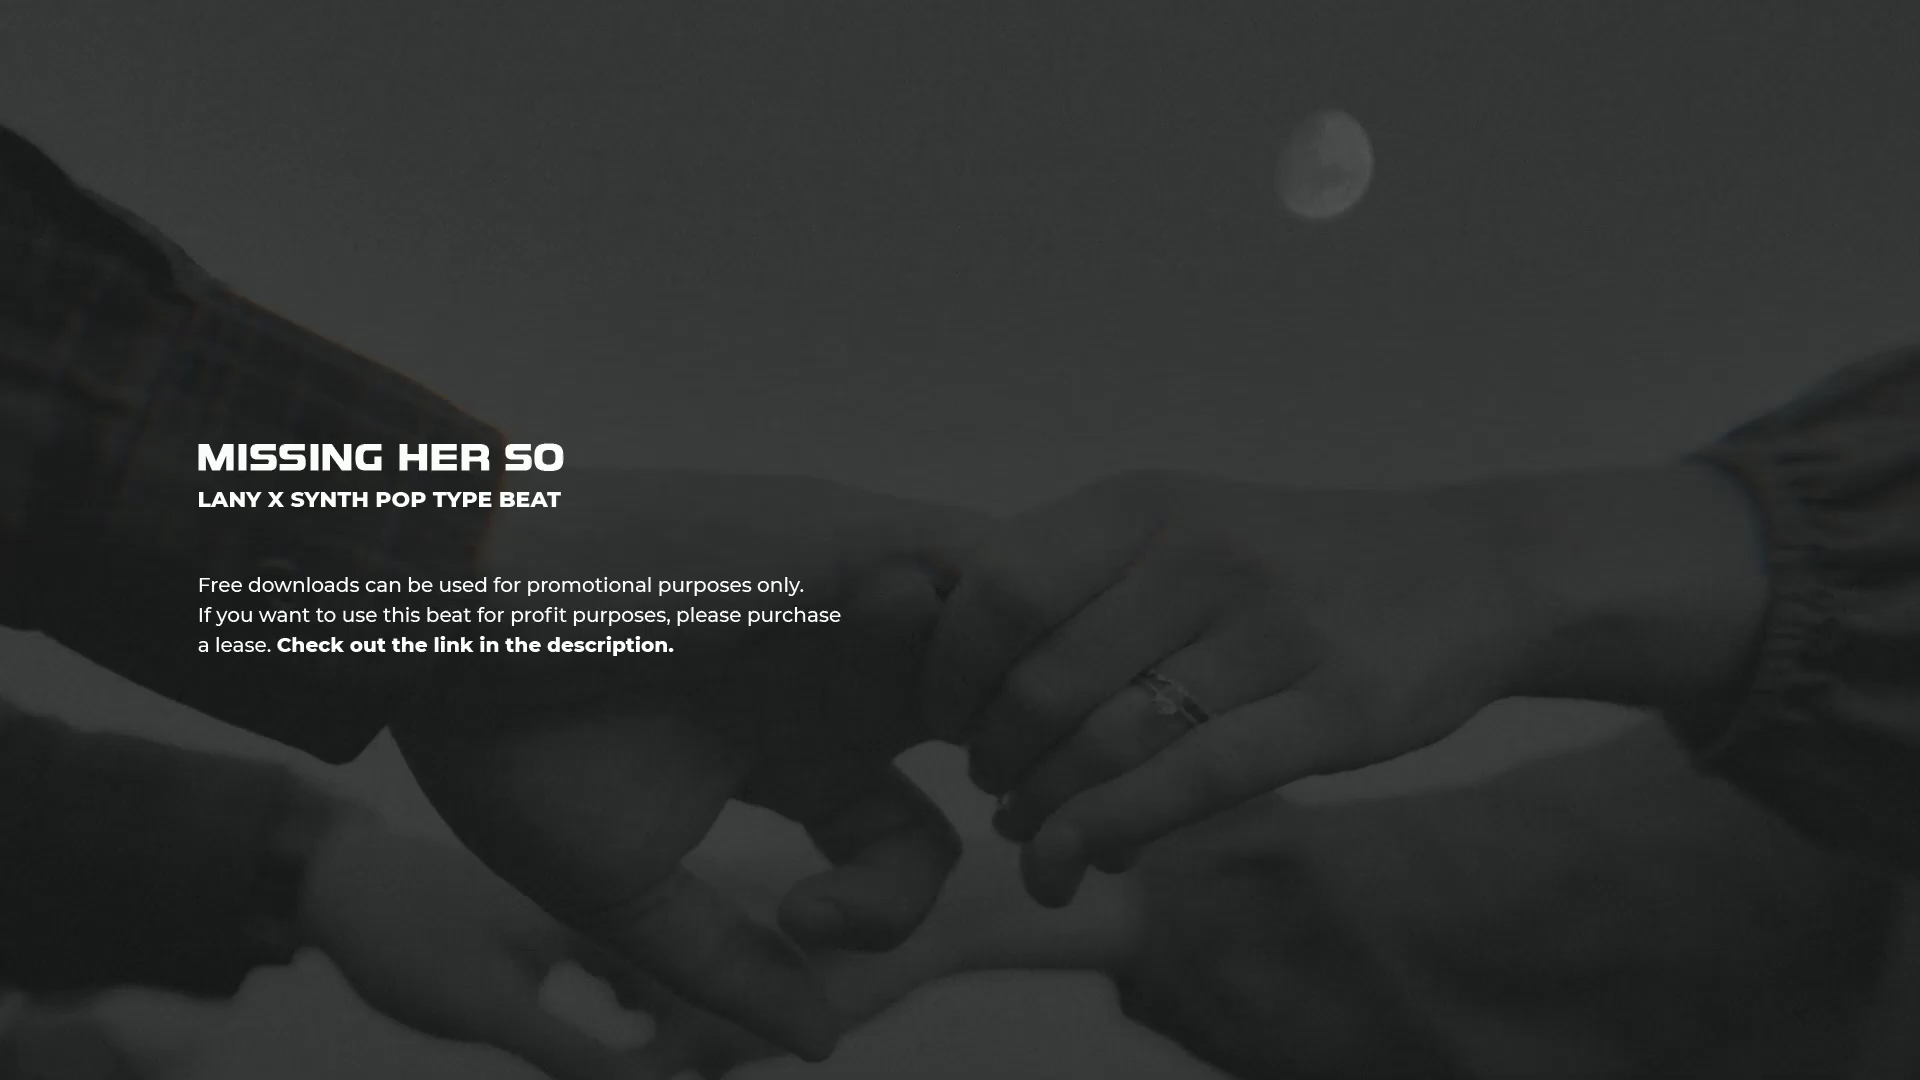 MISSING HER SO
LANY X SYNTH POP TYPE BEAT
Free downloads can be used for promotional purposes only.
If you want to use this beat for profit purposes, please purchase
a lease. Check out the link in the description.